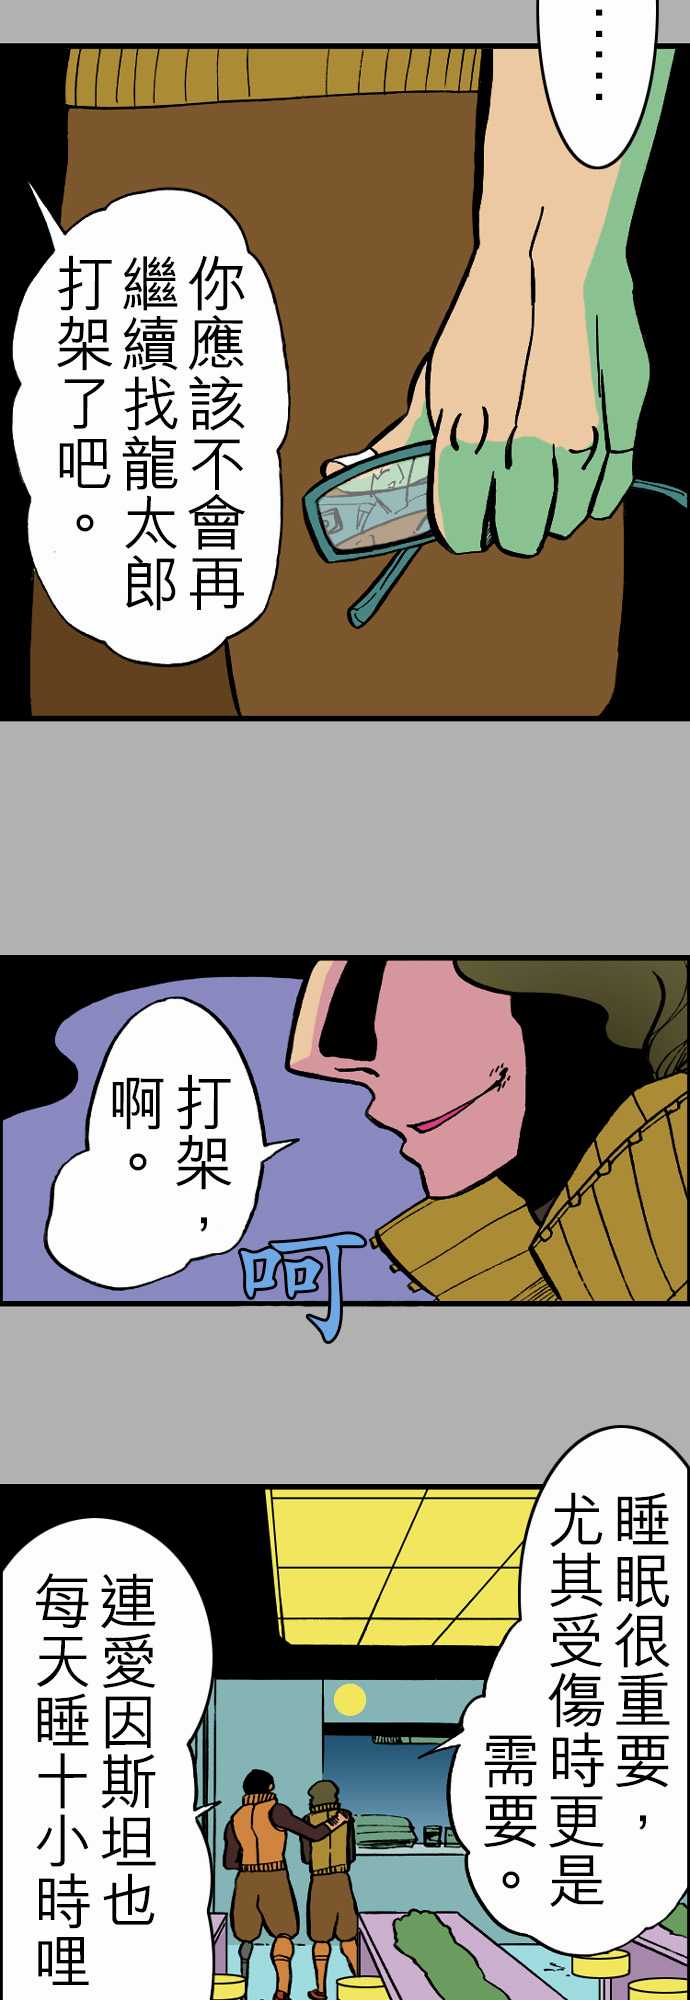 ‥‥‥
你應該不會再
繼續找龍太郎
打架了吧。
打架，
啊。
呵
睡眠很重要，
尤其受傷時更是
需要。
連愛因斯坦也
每天睡十小時哩